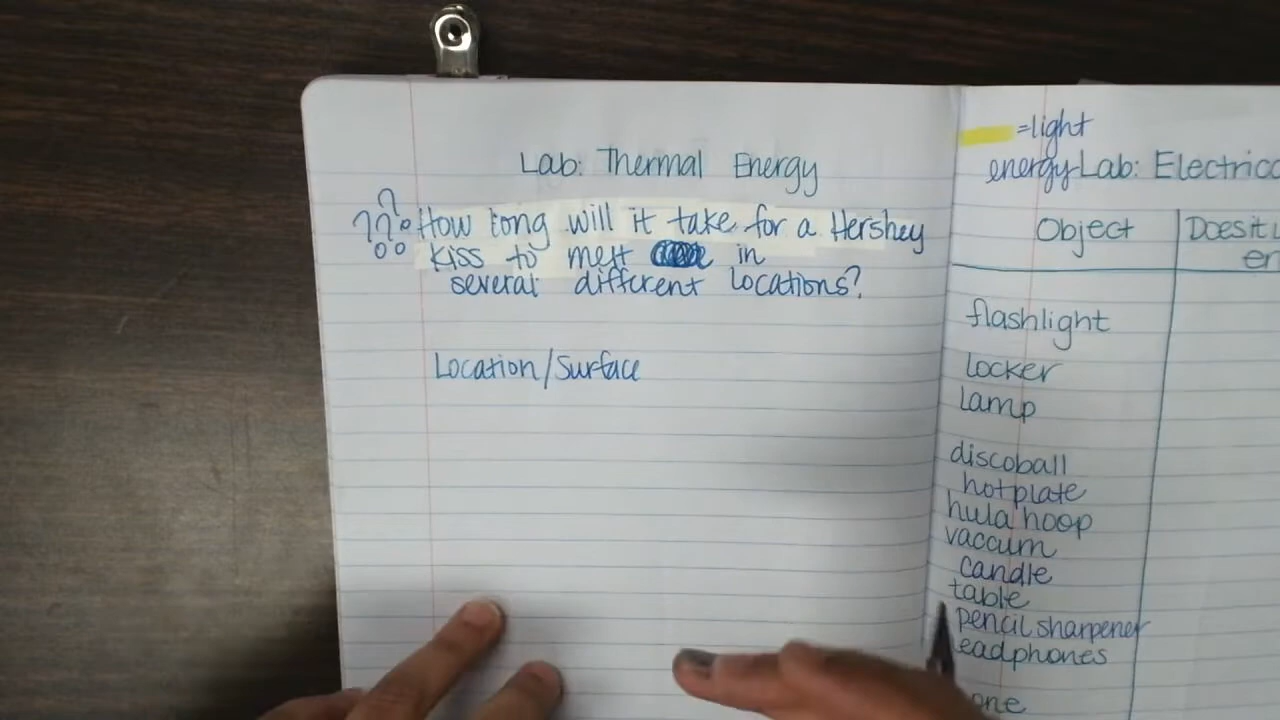 Lab: Thermal Energy
??? How long will it take for a Hershey
kiss to melt in
several different locations?
Location/Surface
=light
energy Lab: Electrica
Object
Does it u
en
flashlight
locker
lamp
discoball
hotplate
hula hoop
vaccum
candle
table
pencil sharpener
headphones